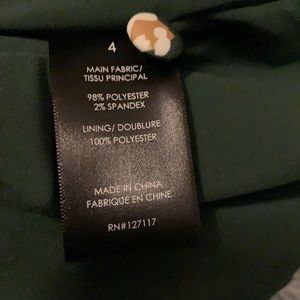 4
MAIN FABRIC/
TISSU PRINCIPAL
98% POLYESTER
2% SPANDEX
LINING/ DOUBLURE
100% POLYESTER
MADE IN CHINA
FABRIQUE EN CHINE
RN#127117